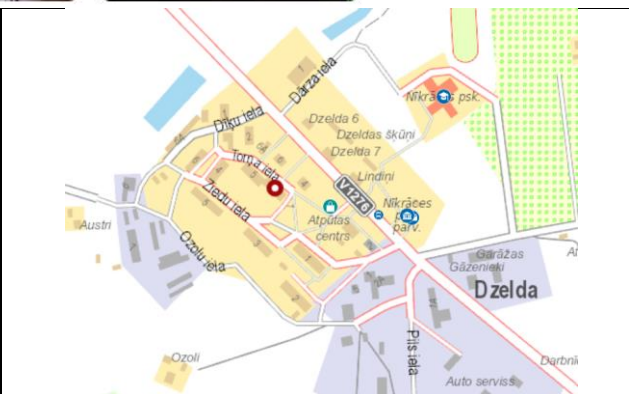 Nīkrāces psk.
Dārza iela
Dzelda 6
Dīķu iela
Dzeldas šķūņi
Dzelda 7
Torņa iela
Lindiņi
Ziedu iela
V1276
Nīkrāces
parv.
Austri
Atpūtas
centrs
Ozolu iela
Garāžas
Gāzenieki
Dzelda
Pils iela
Ozoli
Darbnī
Auto serviss